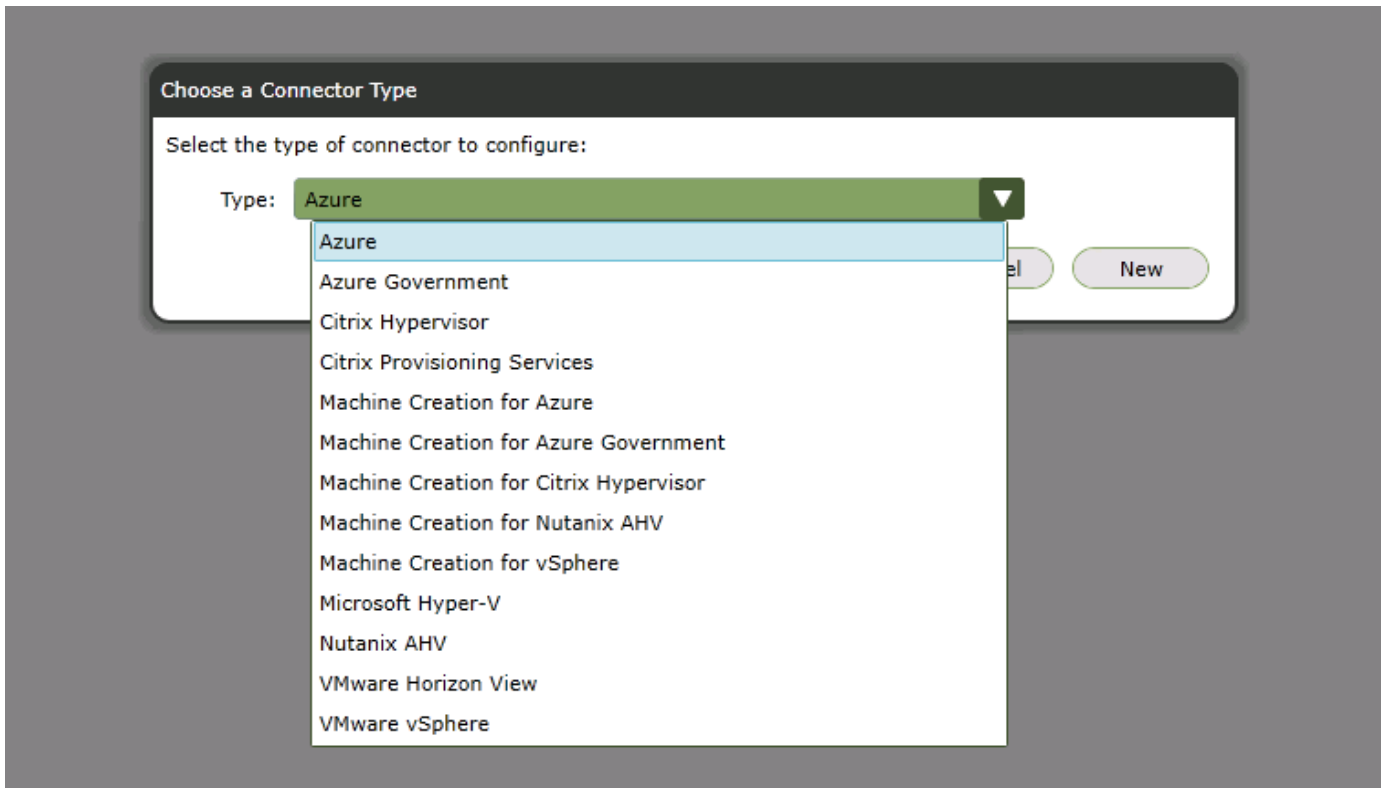 Choose a Connector Type
Select the type of connector to configure:
Type: Azure
Azure
Azure Government
Citrix Hypervisor
Citrix Provisioning Services
Machine Creation for Azure
Machine Creation for Azure Government
Machine Creation for Citrix Hypervisor
Machine Creation for Nutanix AHV
Machine Creation for vSphere
Microsoft Hyper-V
Nutanix AHV
VMware Horizon View
VMware vSphere
New